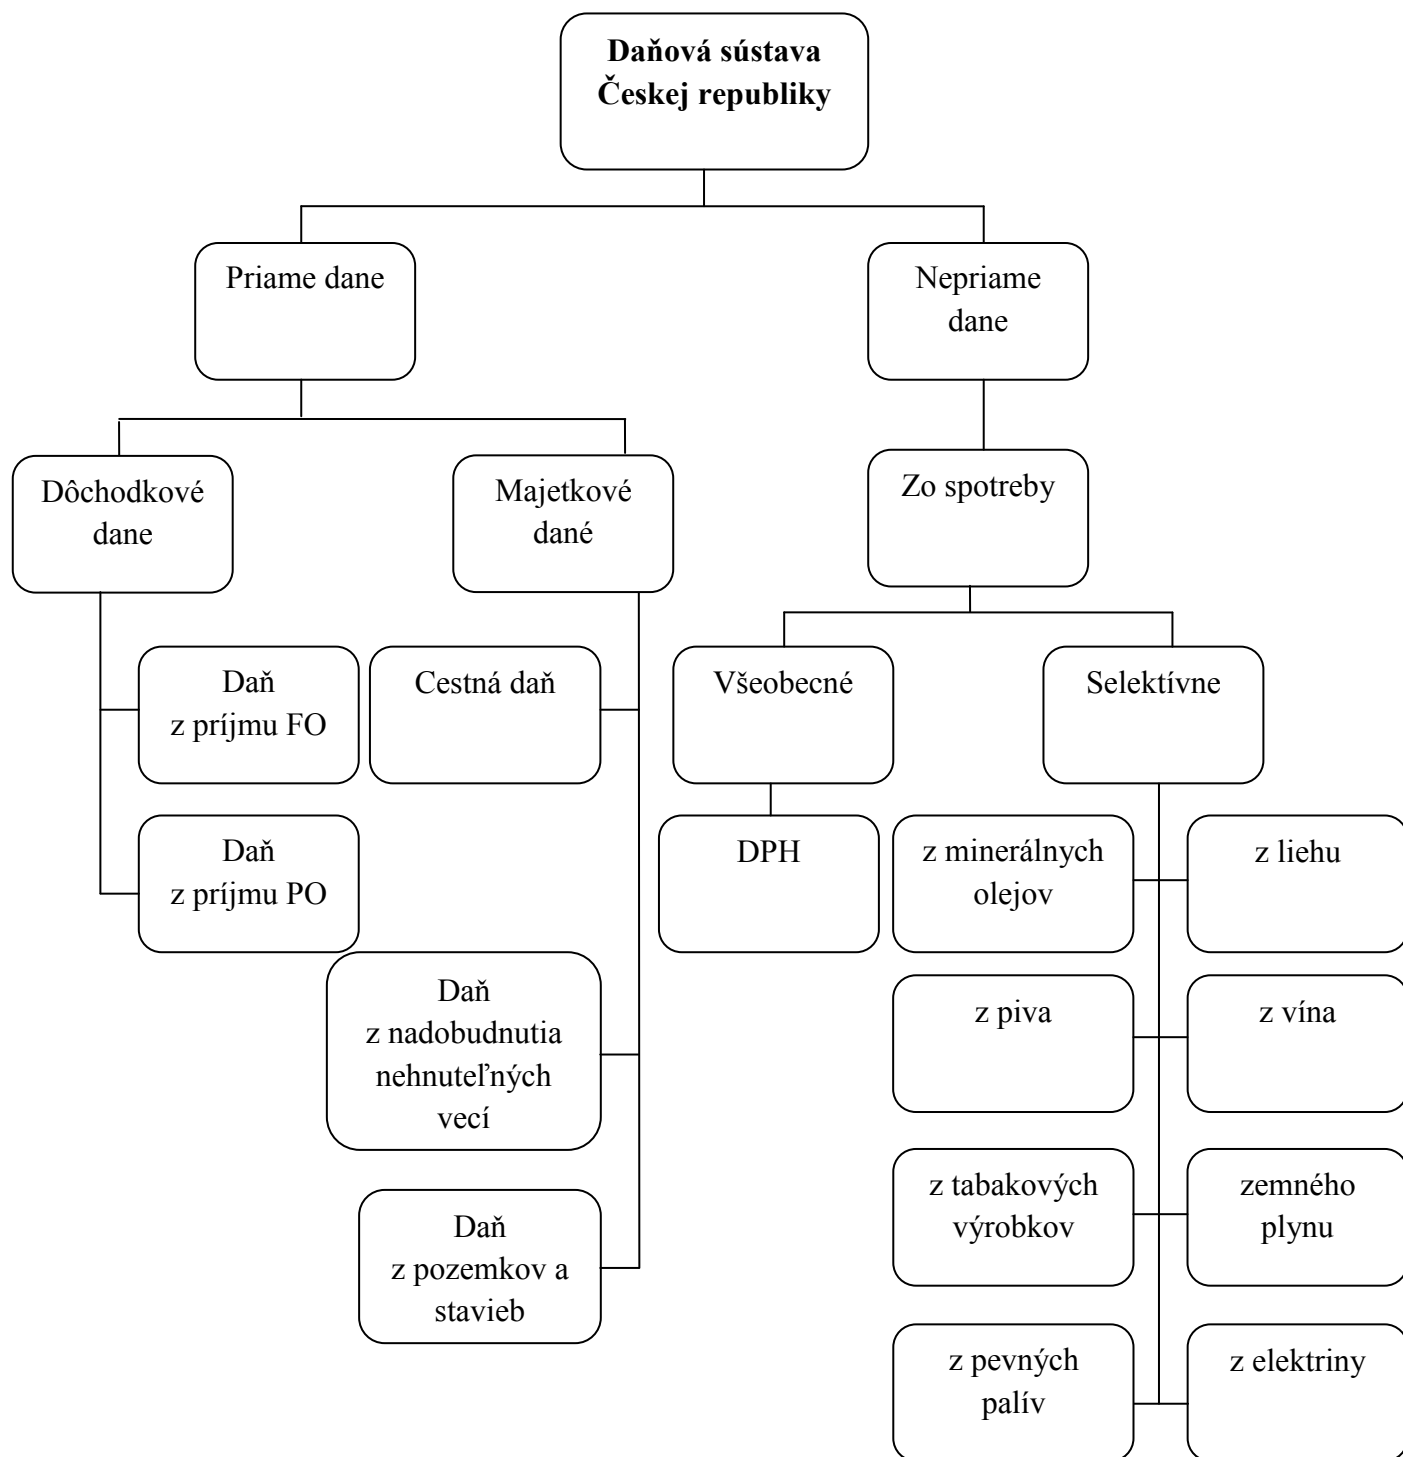 Daňová sústava
Českej republiky
Priame dane
Nepriame
dane
Dôchodkové
dane
Majetkové
dané
Zo spotreby
Daň
z príjmu FO
Cestná daň
Všeobecné
Selektívne
Daň
z príjmu PO
DPH
z minerálnych
olejov
z liehu
Daň
z nadobudnutia
nehnuteľných
vecí
z piva
z vína
Daň
z pozemkov a
stavieb
z tabakových
výrobkov
zemného
plynu
z pevných
palív
z elektriny